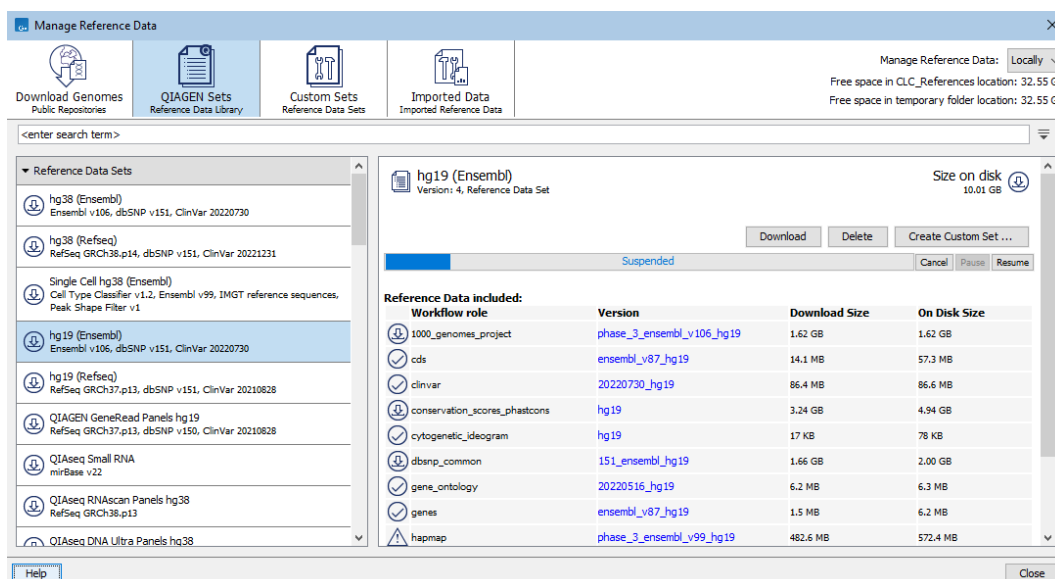 Manage Reference Data
Download Genomes
Public Repositories
QIAGEN Sets
Reference Data Library
Custom Sets
Reference Data Sets
Imported Data
Imported Reference Data
Manage Reference Data: Locally
Free space in CLC_References location: 32.55 G
Free space in temporary folder location: 32.55 G
<enter search term>
Reference Data Sets
hg38 (Ensembl)
Ensembl v106, dbSNP v151, ClinVar 20220730
hg38 (Refseq)
RefSeq GRCh38.p14, dbSNP v151, ClinVar 20221231
Single Cell hg38 (Ensembl)
Cell Type Classifier v1.2, Ensembl v99, IMGT reference sequences,
Peak Shape Filter v1
hg19 (Ensembl)
Ensembl v106, dbSNP v151, ClinVar 20220730
hg19 (Refseq)
RefSeq GRCh37.p13, dbSNP v151, ClinVar 20210828
QIAGEN GeneRead Panels hg19
RefSeq GRCh37.p13, dbSNP v150, ClinVar 20210828
QIAseq Small RNA
mirBase v22
QIAseq RNAscan Panels hg38
RefSeq GRCh38.p13
QIAseq DNA Ultra Panels hg38
hg19 (Ensembl)
Version: 4, Reference Data Set
Size on disk
10.01 GB
Download Delete Create Custom Set ...
Suspended Cancel Pause Resume
Reference Data included:
Workflow role Version Download Size On Disk Size
1000_genomes_project phase_3_ensembl_v106_hg19 1.62 GB 1.62 GB
cds ensembl_v87_hg19 14.1 MB 57.3 MB
clinvar 20220730_hg19 86.4 MB 86.6 MB
conservation_scores_phastcons hg19 3.24 GB 4.94 GB
cytogenetic_ideogram hg19 17 KB 78 KB
dbsnp_common 151_ensembl_hg19 1.66 GB 2.00 GB
gene_ontology 20220516_hg19 6.2 MB 6.3 MB
genes ensembl_v87_hg19 1.5 MB 6.2 MB
hapmap phase_3_ensembl_v99_hg19 482.6 MB 572.4 MB
Help Close